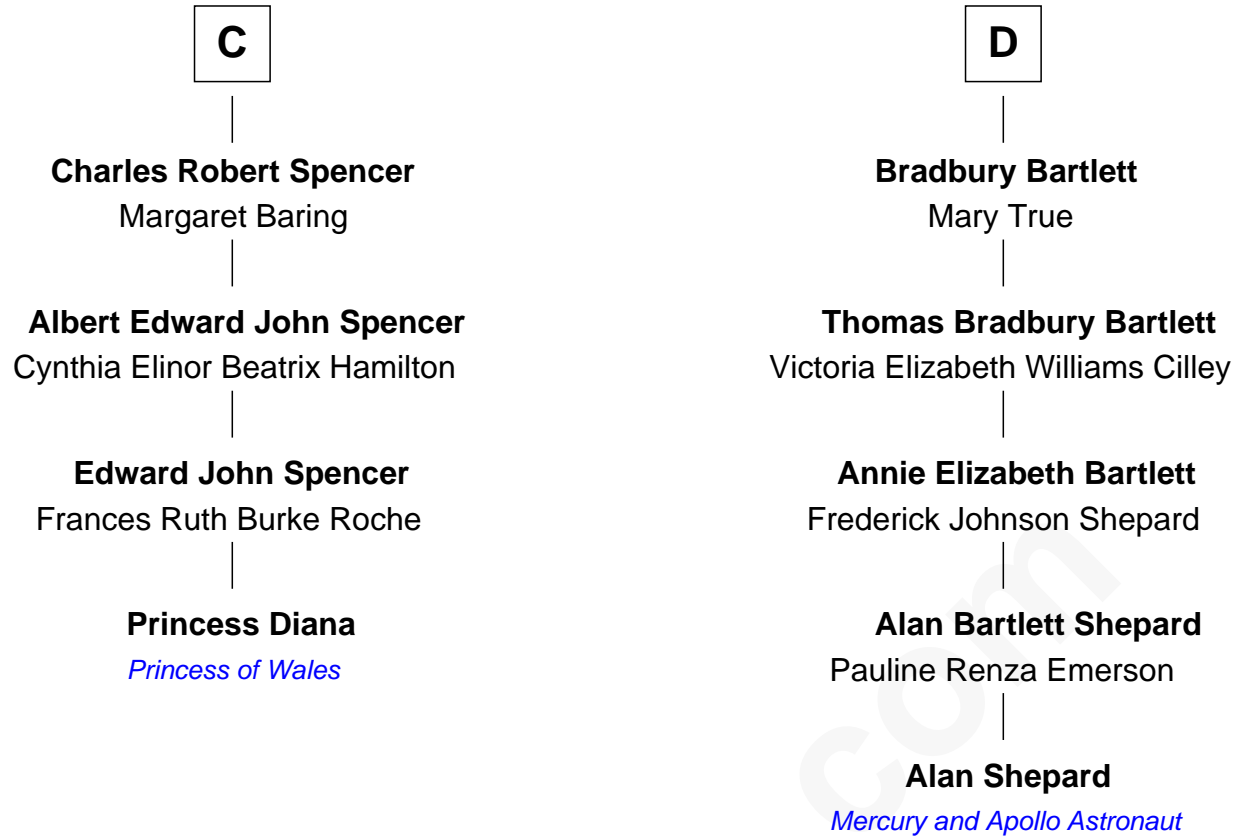 C
Charles Robert Spencer
Margaret Baring
Albert Edward John Spencer
Cynthia Elinor Beatrix Hamilton
Edward John Spencer
Frances Ruth Burke Roche
Princess Diana
Princess of Wales
D
Bradbury Bartlett
Mary True
Thomas Bradbury Bartlett
Victoria Elizabeth Williams Cilley
Annie Elizabeth Bartlett
Frederick Johnson Shepard
Alan Bartlett Shepard
Pauline Renza Emerson
Alan Shepard
Mercury and Apollo Astronaut
com